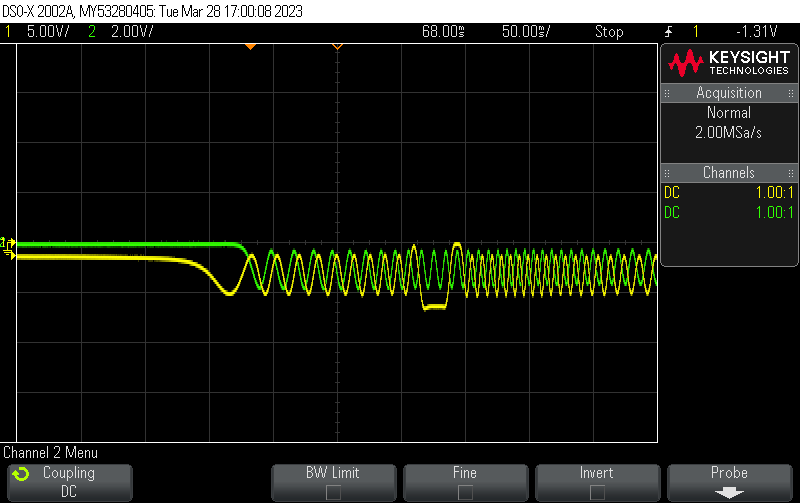 DSO-X 2002A, MY53280405: Tue Mar 28 17:00:08 2023
1 5.00V/ 2 2.00V/ 68.00ms 50.00ms/ Stop 1 -1.31V
KEYSIGHT
TECHNOLOGIES
Acquisition
Normal
2.00MSa/s
Channels
DC 1.00:1
DC 1.00:1
Channel 2 Menu
Coupling
DC
BW Limit
Fine
Invert
Probe